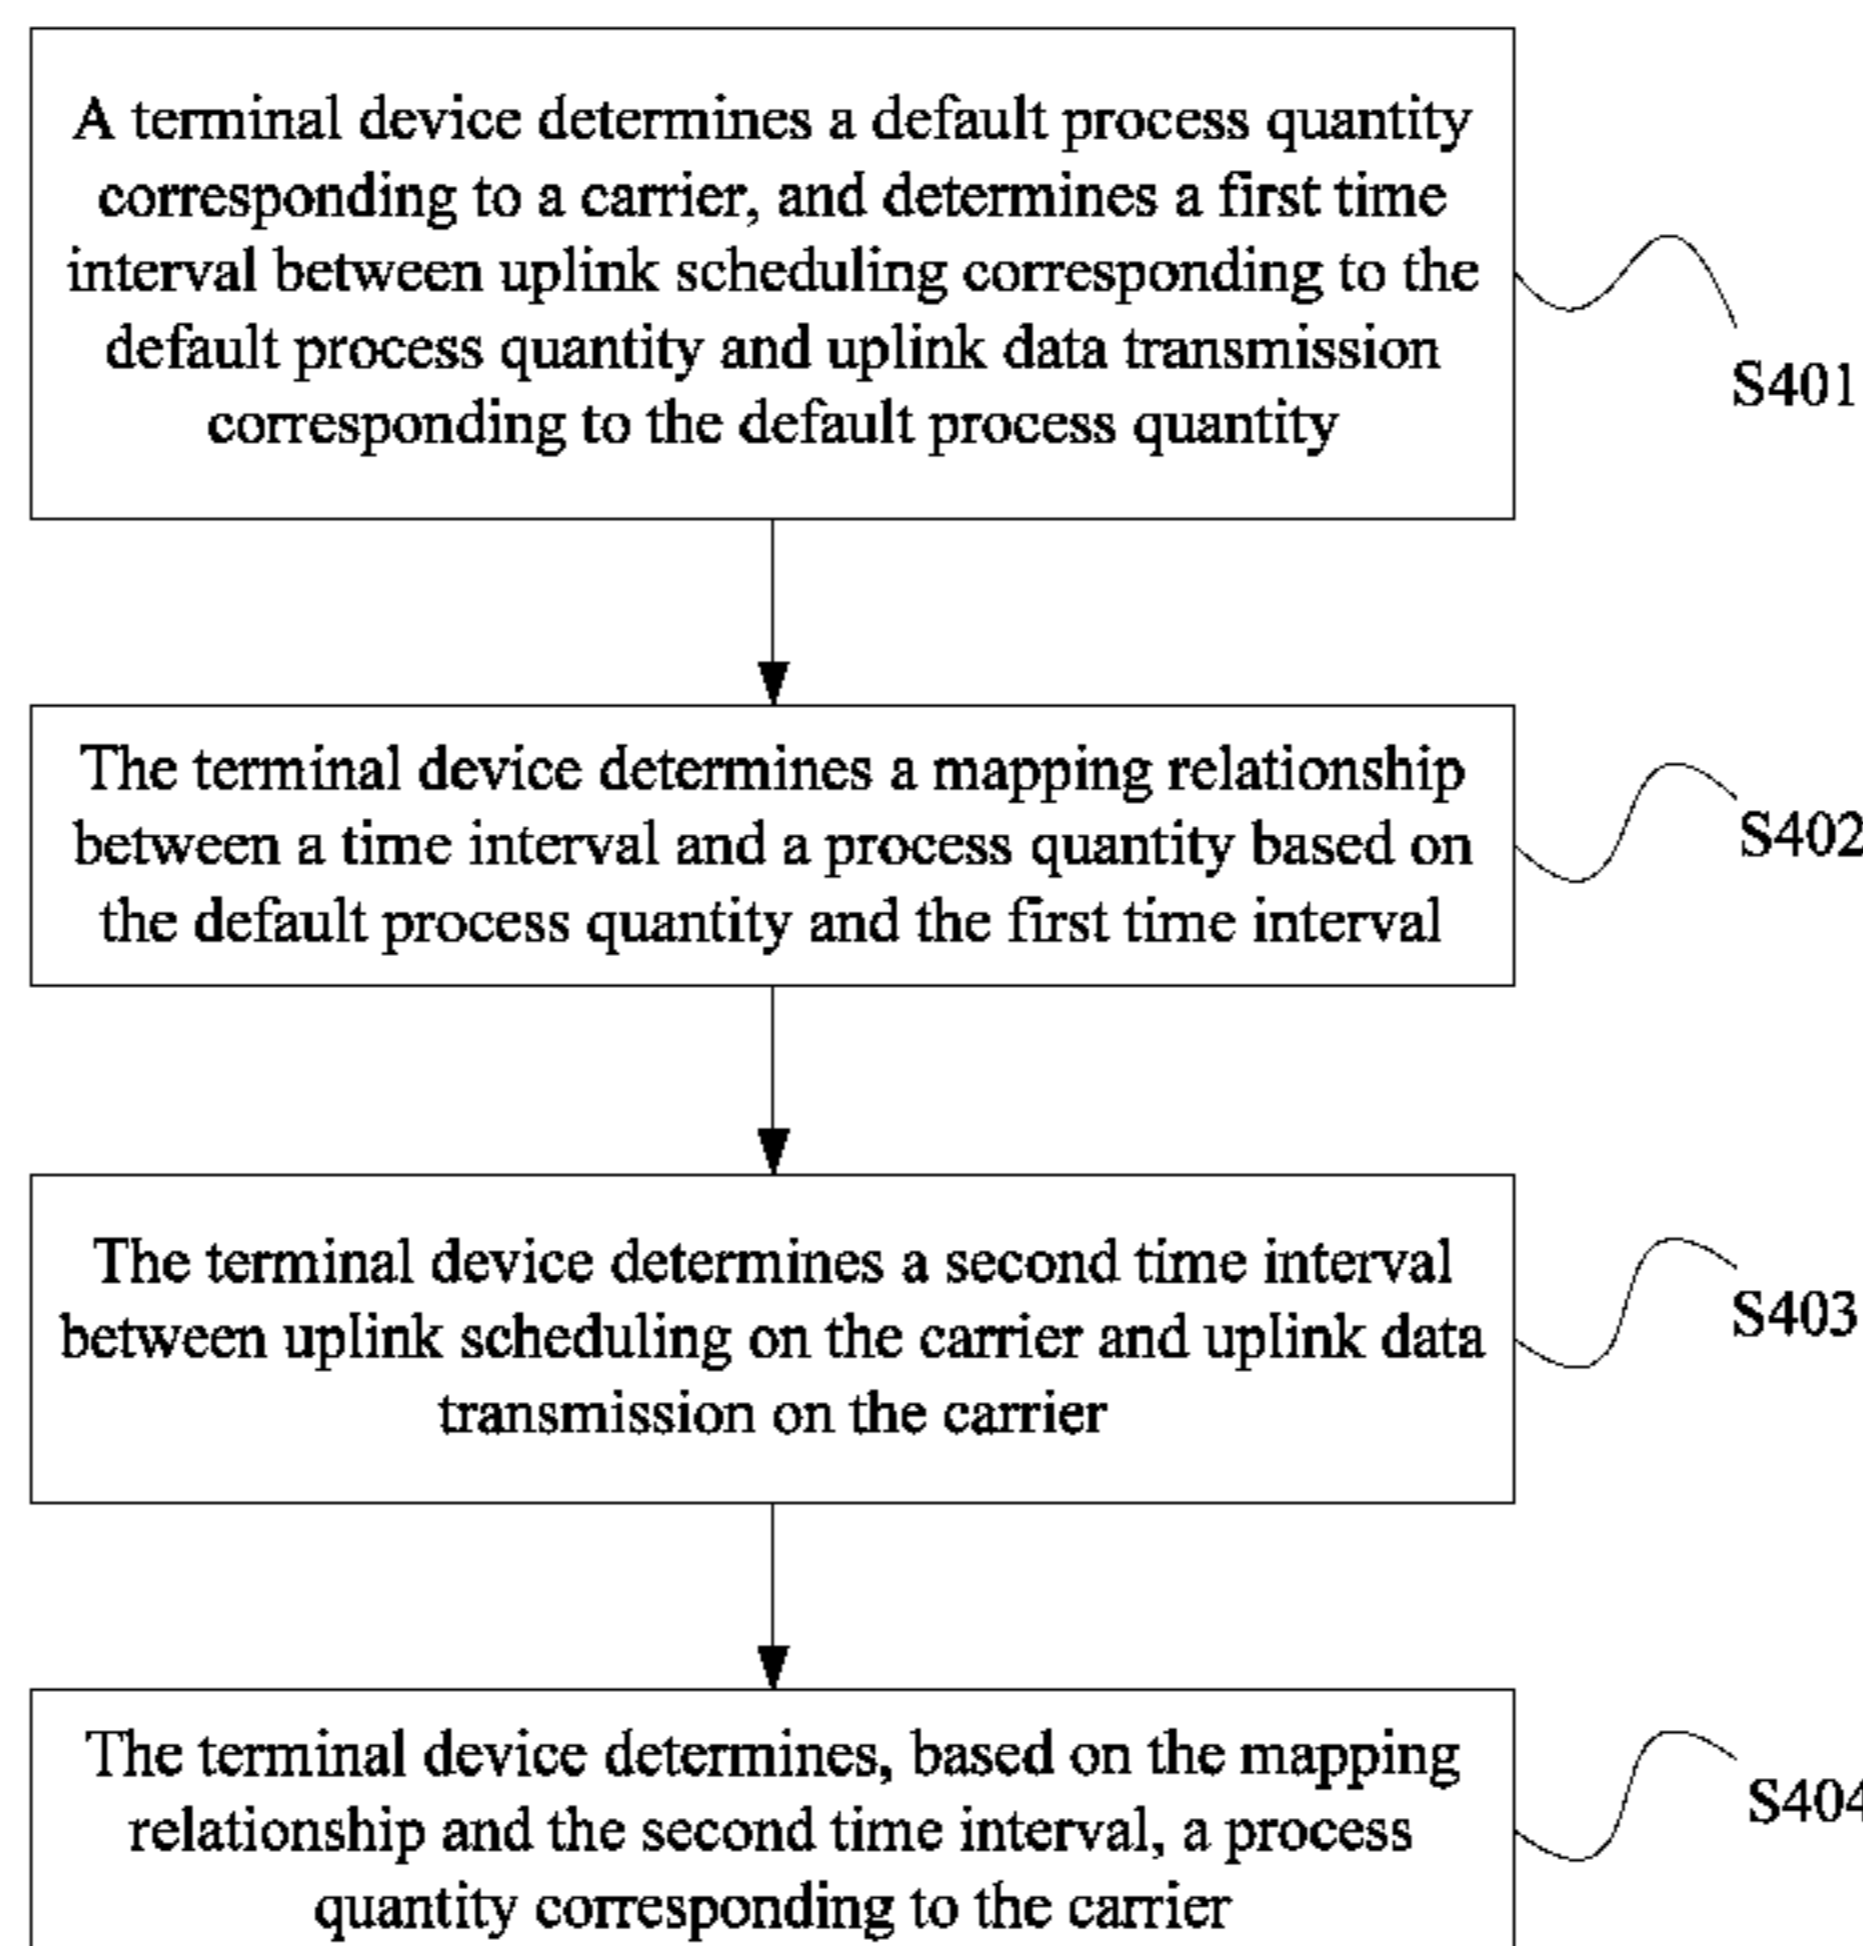 A terminal device determines a default process quantity
corresponding to a carrier, and determines a first time
interval between uplink scheduling corresponding to the
default process quantity and uplink data transmission
corresponding to the default process quantity
S401
The terminal device determines a mapping relationship
between a time interval and a process quantity based on
the default process quantity and the first time interval
S402
The terminal device determines a second time interval
between uplink scheduling on the carrier and uplink data
transmission on the carrier
S403
The terminal device determines, based on the mapping
relationship and the second time interval, a process
quantity corresponding to the carrier
S404